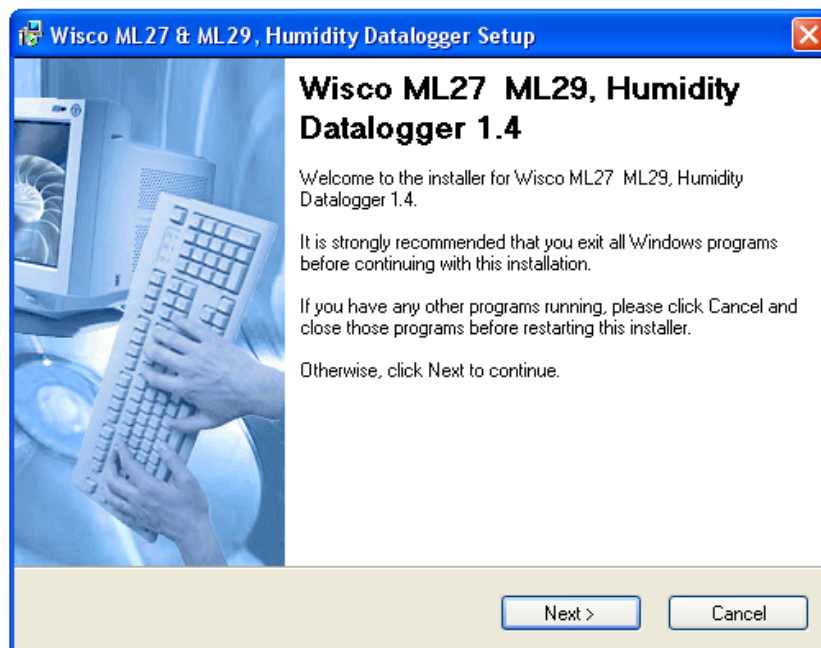 Wisco ML27 & ML29, Humidity Datalogger Setup
Wisco ML27  ML29, Humidity
Datalogger 1.4
Welcome to the installer for Wisco ML27  ML29, Humidity
Datalogger 1.4.
It is strongly recommended that you exit all Windows programs
before continuing with this installation.
If you have any other programs running, please click Cancel and
close those programs before restarting this installer.
Otherwise, click Next to continue.
Next >
Cancel